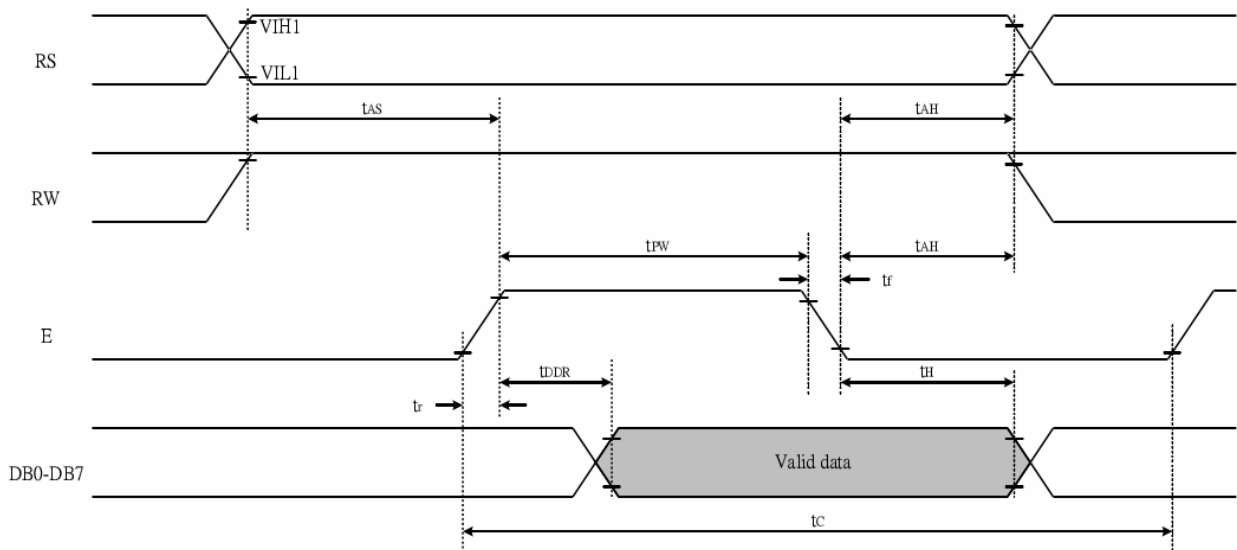 VIH1
RS
VIL1
tAS
tAH
RW
tPW
tAH
tf
E
tDDR
tH
tr
Valid data
DB0-DB7
tC